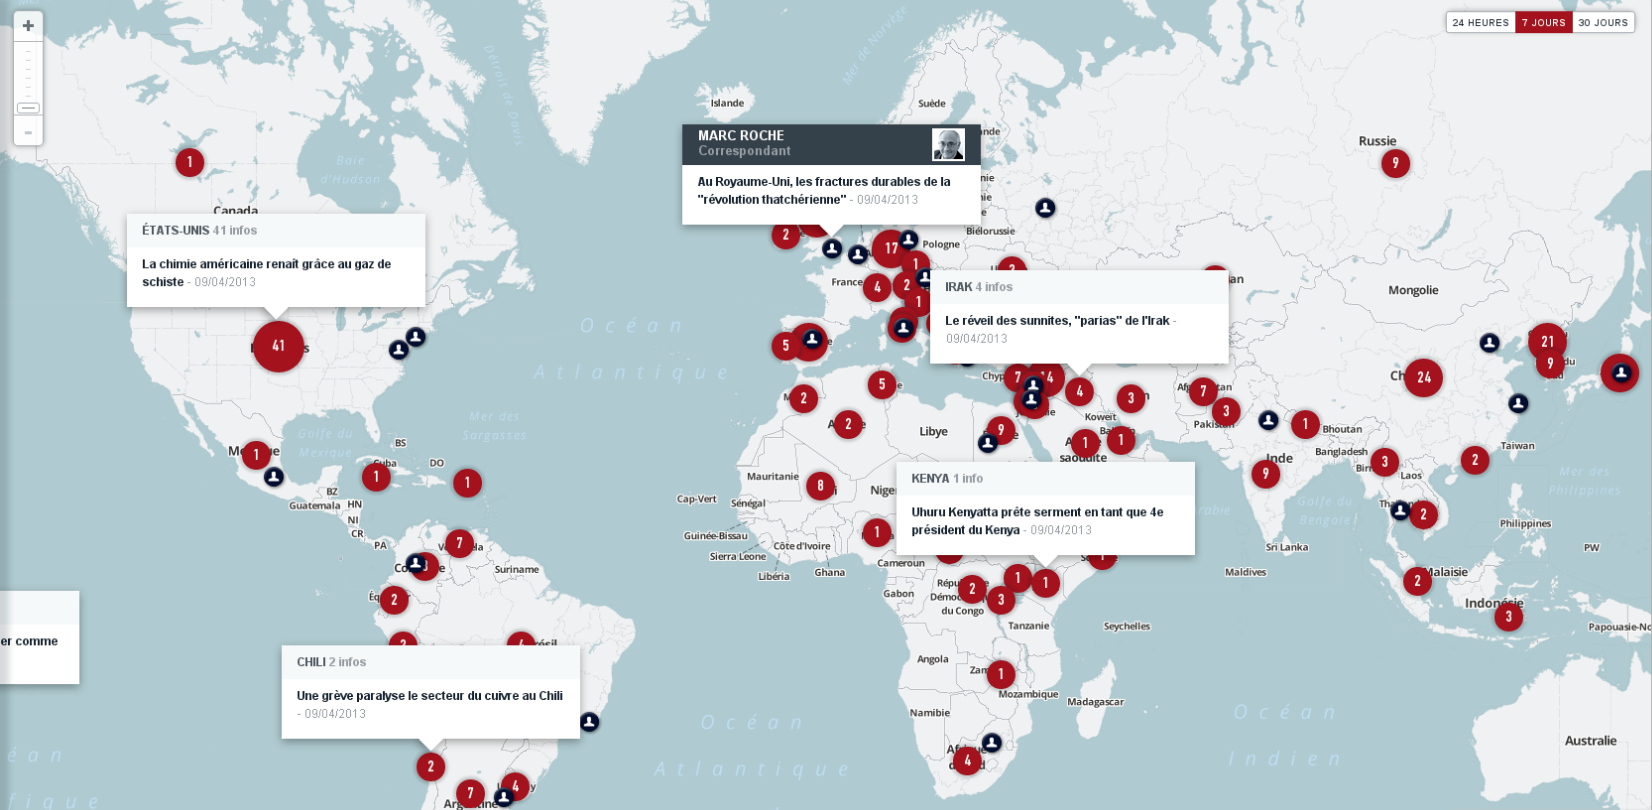 +
-
24 HEURES
7 JOURS
30 JOURS
Détroit de Davis
Mer de Norvège
Islande
Suède
Russie
9
1
Baie
d'Hudson
Canada
MARC ROCHE
Correspondant
Au Royaume-Uni, les fractures durables de la
"révolution thatchérienne" - 09/04/2013
Biélorussie
Pologne
2
17
1
ÉTATS-UNIS 41 infos
La chimie américaine renaît grâce au gaz de
schiste - 09/04/2013
41
France
4
2
1
IRAK 4 infos
Le réveil des sunnites, "parias" de l'Irak -
09/04/2013
Mongolie
Océan
Atlantique
5
21
9
24
7
14
4
3
7
3
5
2
2
Libye
9
Koweit
1
1
1
Bhoutan
Bangladesh
Inde
9
3
Laos
2
Taiwan
Mer des
Philippines
Mer des
Sargasses
Golfe du
Mexique
BS
1
Cuba
1
DO
1
BZ
Guatemala
HN
NI
CR
PA
Mauritanie
8
Cap-Vert
Sénégal
Guinée-Bissau
Sierra Leone
Libéria
Côte d'Ivoire
Ghana
1
Cameroun
Gabon
KENYA 1 info
Uhuru Kenyatta prête serment en tant que 4e
président du Kenya - 09/04/2013
Golfe du
Bengale
2
Philippines
Sri Lanka
Maldives
PW
7
Suriname
2
2
Démoc
du Congo
3
1
1
Tanzanie
Seychelles
2
Malaisie
Indonésie
3
Papouasie-No
er comme
CHILI 2 infos
Une grève paralyse le secteur du cuivre au Chili
- 09/04/2013
Angola
1
Mozambique
Madagascar
Namibie
4
Océan
Atlantique
Océan
Indien
Australie
2
7
4